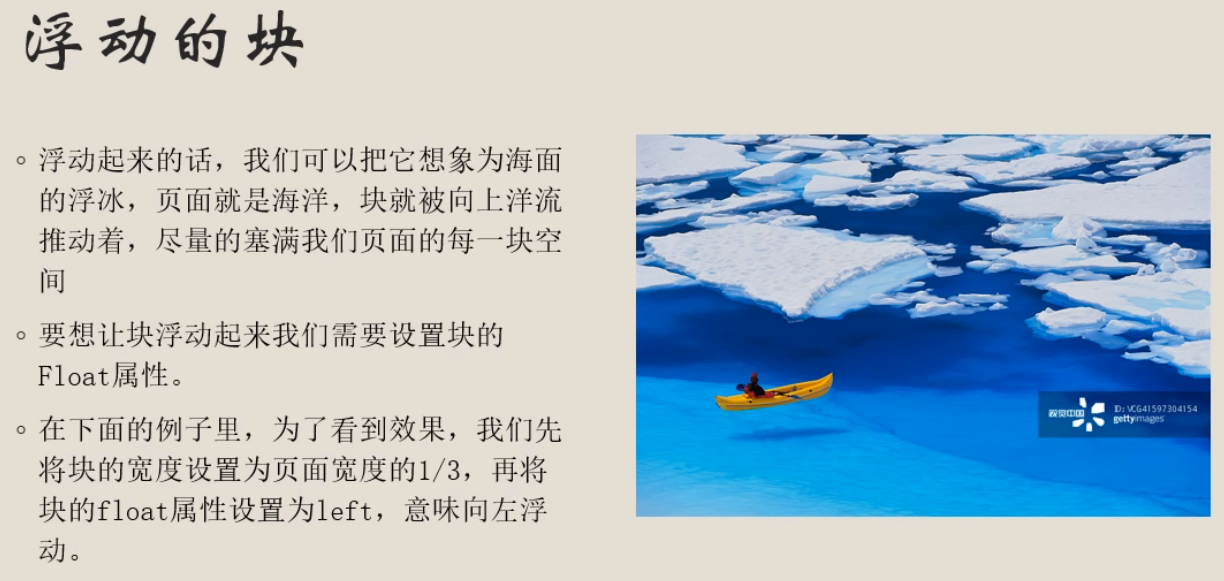 浮动的块
浮动起来的话，我们可以把它想象为海面
的浮冰，页面就是海洋，块就被向上洋流
推动着，尽量的塞满我们页面的每一块空
间
要想让块浮动起来我们需要设置块的
Float属性。
在下面的例子里，为了看到效果，我们先
将块的宽度设置为页面宽度的1/3，再将
块的float属性设置为left，意味向左浮
动。
视觉中国
ID: VCG41597304154
gettyimages